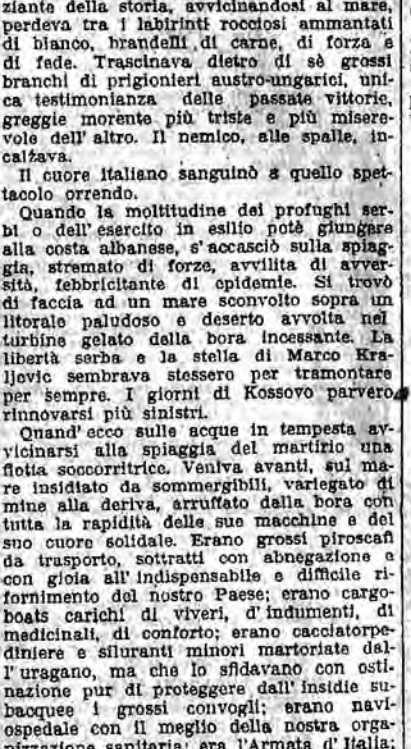 ziante della storia, avvicinandosi al mare,
perdeva tra i labirinti rocciosi ammantati
di bianco, brandelli di carne, di forza e
di fede. Trascinava dietro di sè grossi
branchi di prigionieri austro-ungarici, uni-
ca testimonianza delle passate vittorie,
greggie morente più triste e più misere-
vole dell' altro. Il nemico, alle spalle, in-
calzava.
Il cuore italiano sanguinò a quello spet-
tacolo orrendo.
Quando la moltitudine dei profughi ser-
bi o dell' esercito in esilio potè giungere
alla costa albanese, s' accasciò sulla spiag-
gia, stremato di forze, avvilita di avver-
sità, febbricitante di epidemie. Si trovò
di faccia ad un mare sconvolto sopra un
litorale paludoso e deserto avvolta nel
turbine gelato della bora incessante. La
libertà serba e la stella di Marco Kra-
ljevic sembrava stessero per tramontare
per sempre. I giorni di Kossovo parvero
rinnovarsi più sinistri.
Quand' ecco sulle acque in tempesta av-
vicinarsi alla spiaggia del martirio una
flotta soccorritrice. Veniva avanti, sul ma-
re insidiato da sommergibili, variegato di
mine alla deriva, arruffato dalla bora con
tutta la rapidità delle sue macchine e del
suo cuore solidale. Erano grossi piroscafi
da trasporto, sottratti con abnegazione e
con gioia all' indispensabile e difficile ri-
fornimento del nostro Paese; erano cargo-
boats carichi di viveri, d' indumenti, di
medicinali, di conforto; erano cacciatorpe-
diniere e siluranti minori martoriate dal-
l' uragano, ma che lo sfidavano con osti-
nazione pur di proteggere dall' insidie su-
bacquee i grossi convogli; erano navi-
ospedale con il meglio della nostra orga-
nizzazione sanitaria; era l'Armata d' Italia;